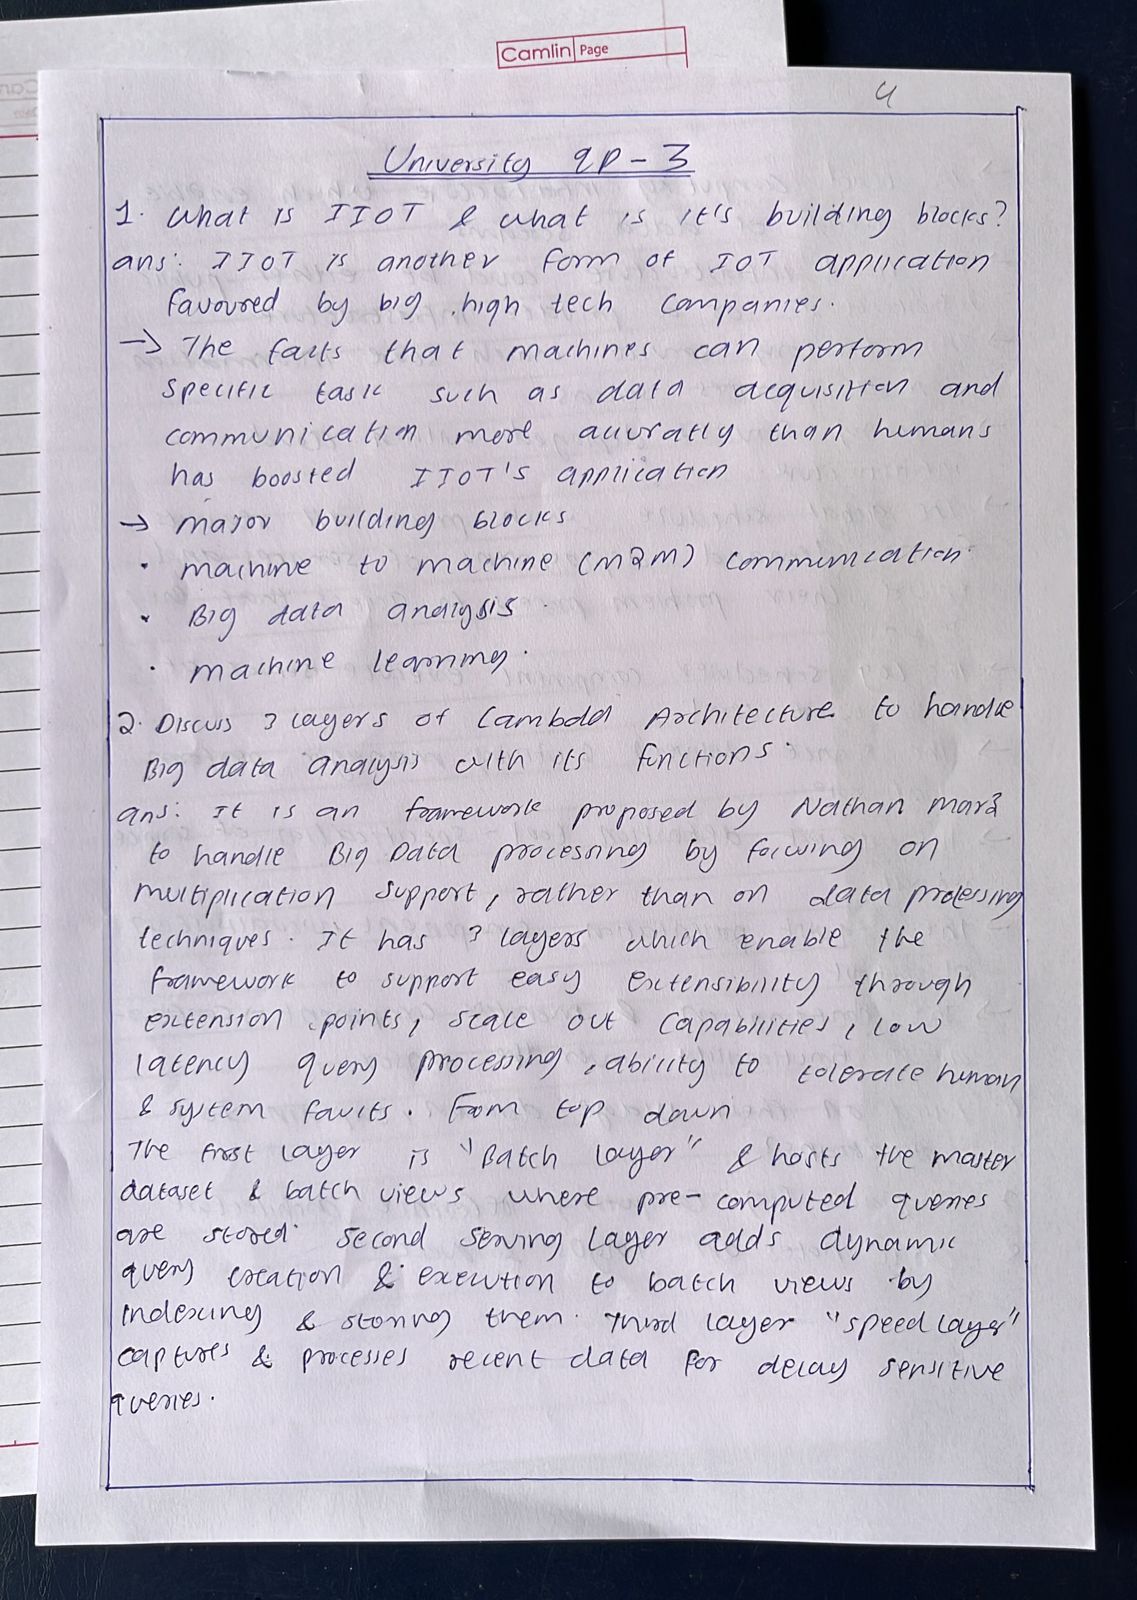 Camlin Page
4
University QP - 3
1. What is IIOT & what is it's building blocks?
ans: IIOT is another form of IOT application
favoured by big, high tech companies.
→ The facts that machines can perform
specific task such as data acquisition and
communication more accuratly than humans
has boosted IIOT's application
→ major building blocks
• machine to machine (M2M) communication.
• Big data analysis.
• machine learning.
2. Discuss 3 layers of Lambda Architecture to handle
Big data analysis with its functions.
ans: It is an framework proposed by Nathan marz
to handle Big Data processing by focusing on
multiplication support, rather than on data processing
techniques. It has 3 layers which enable the
framework to support easy extensibility through
extension points, scale out capabilities, low
latency query processing, ability to tolerate human
& system faults. From top down
The first layer is "Batch layer" & hosts the master
dataset & batch views where pre-computed queries
are stored. Second serving layer adds dynamic
query creation & execution to batch views by
indexing & storing them. Third layer "speed layer"
captures & processes recent data for delay sensitive
queries.